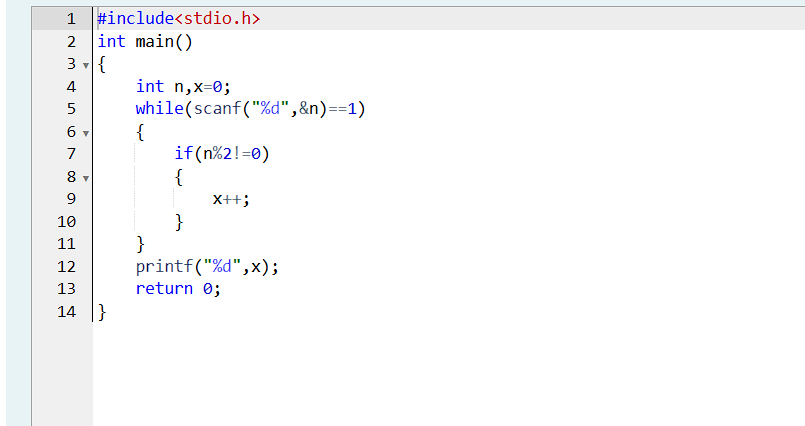 1 #include<stdio.h>
2 int main()
3 {
4 int n,x=0;
5 while(scanf("%d",&n)==1)
6 {
7 if(n%2!=0)
8 {
9 x++;
10 }
11 }
12 printf("%d",x);
13 return 0;
14 }